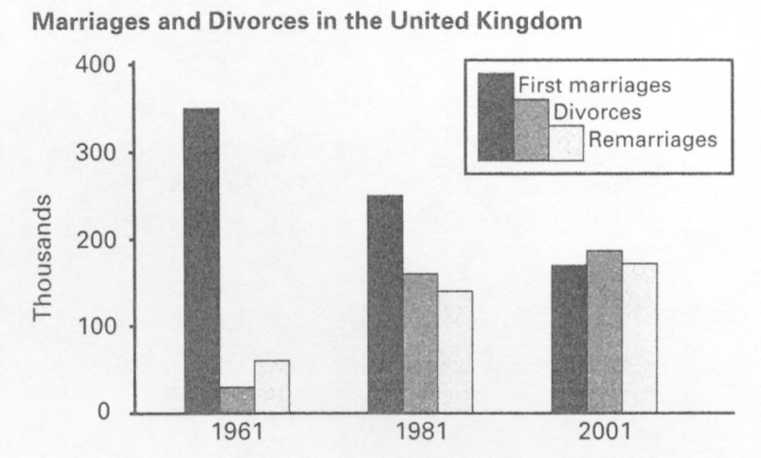 Marriages and Divorces in the United Kingdom
400
300
200
100
0
Thousands
First marriages
Divorces
Remarriages
1961 1981 2001